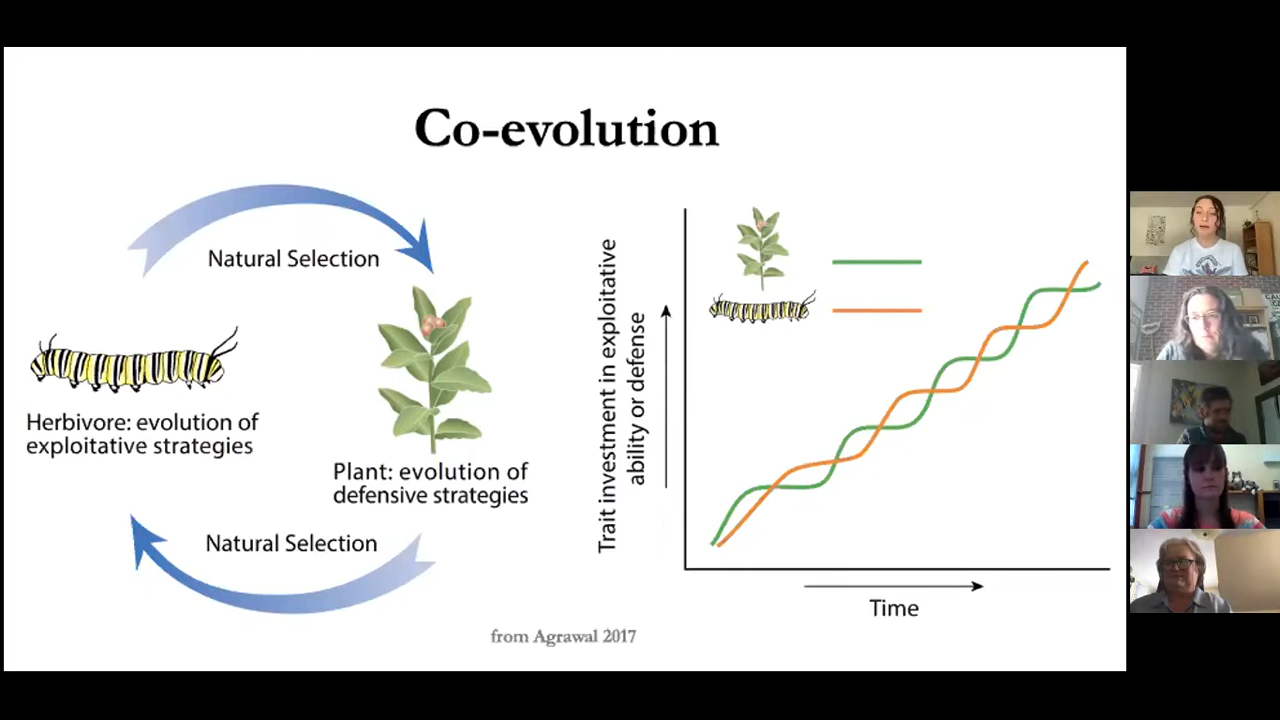 Co-evolution
Natural Selection
Herbivore: evolution of
exploitative strategies
Plant: evolution of
defensive strategies
Natural Selection
Trait investment in exploitative
ability or defense
Time
from Agrawal 2017